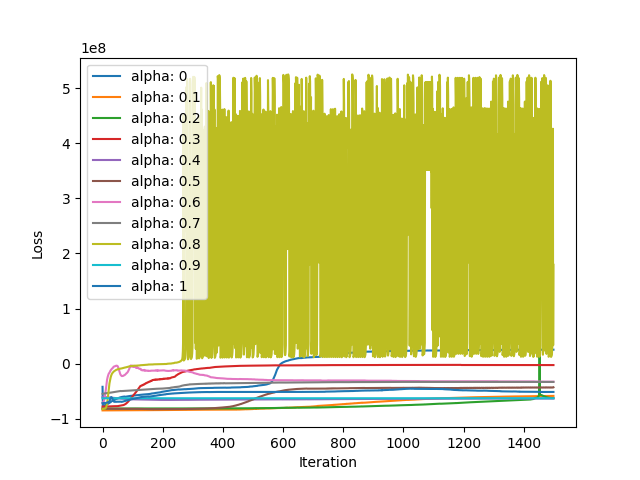 1e8
5
4
3
2
1
0
−1
Loss
alpha: 0
alpha: 0.1
alpha: 0.2
alpha: 0.3
alpha: 0.4
alpha: 0.5
alpha: 0.6
alpha: 0.7
alpha: 0.8
alpha: 0.9
alpha: 1
0 200 400 600 800 1000 1200 1400
Iteration